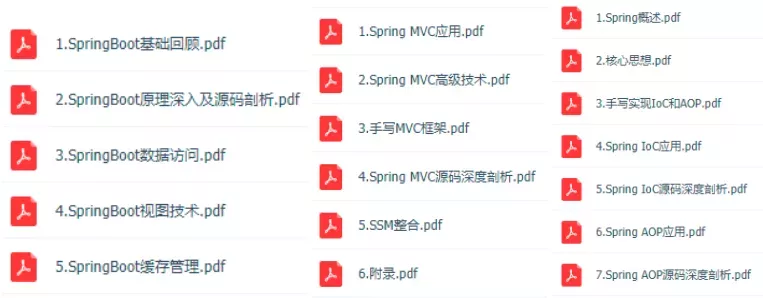 1.SpringBoot基础回顾.pdf
2.SpringBoot原理深入及源码剖析.pdf
3.SpringBoot数据访问.pdf
4.SpringBoot视图技术.pdf
5.SpringBoot缓存管理.pdf
1.Spring MVC应用.pdf
2.Spring MVC高级技术.pdf
3.手写MVC框架.pdf
4.Spring MVC源码深度剖析.pdf
5.SSM整合.pdf
6.附录.pdf
1.Spring概述.pdf
2.核心思想.pdf
3.手写实现IoC和AOP.pdf
4.Spring IoC应用.pdf
5.Spring IoC源码深度剖析.pdf
6.Spring AOP应用.pdf
7.Spring AOP源码深度剖析.pdf